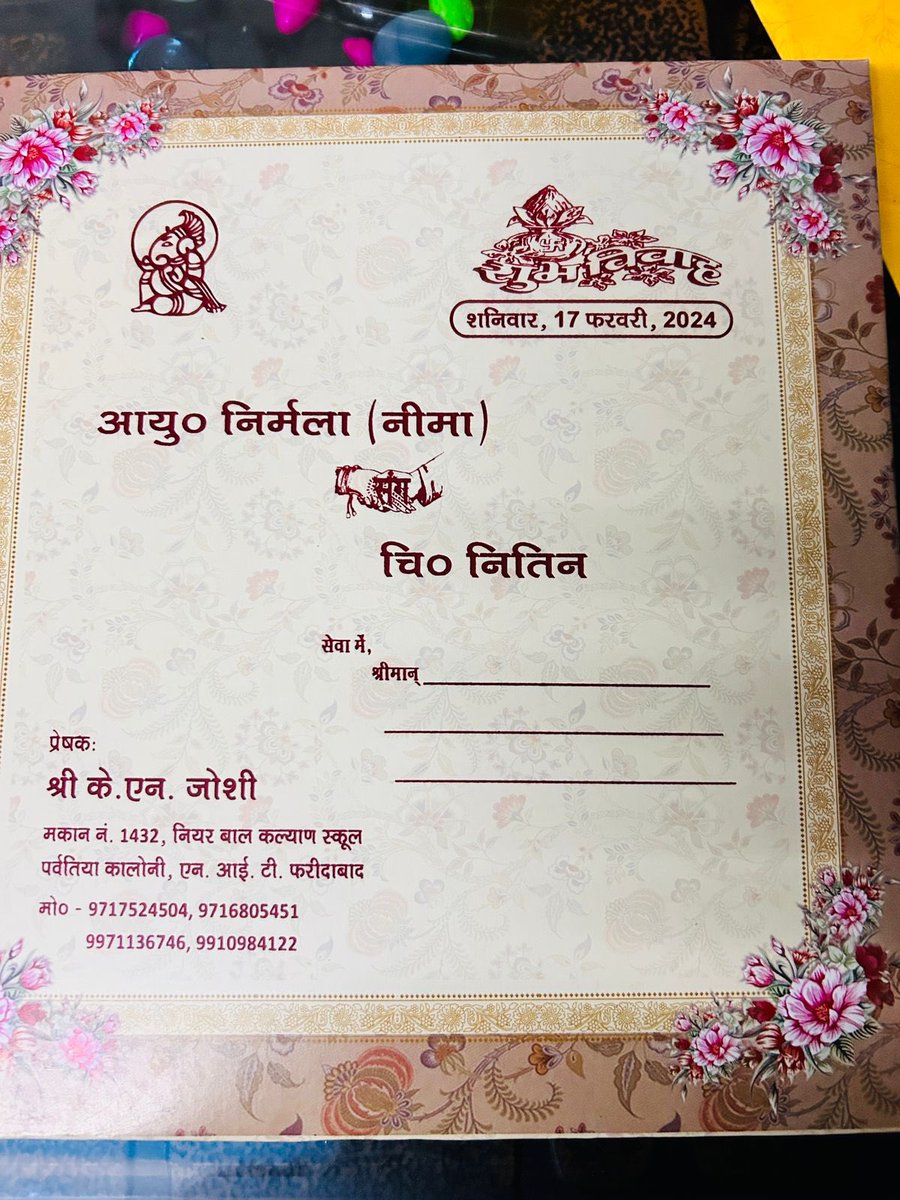 शुभ विवाह
शनिवार, 17 फरवरी, 2024
आयु० निर्मला (नीमा)
संग
चि० नितिन
सेवा में,
श्रीमान्
प्रेषकः
श्री के.एन. जोशी
मकान नं. 1432, नियर बाल कल्याण स्कूल
पर्वतिया कालोनी, एन. आई. टी. फरीदाबाद
मो० - 9717524504, 9716805451
9971136746, 9910984122